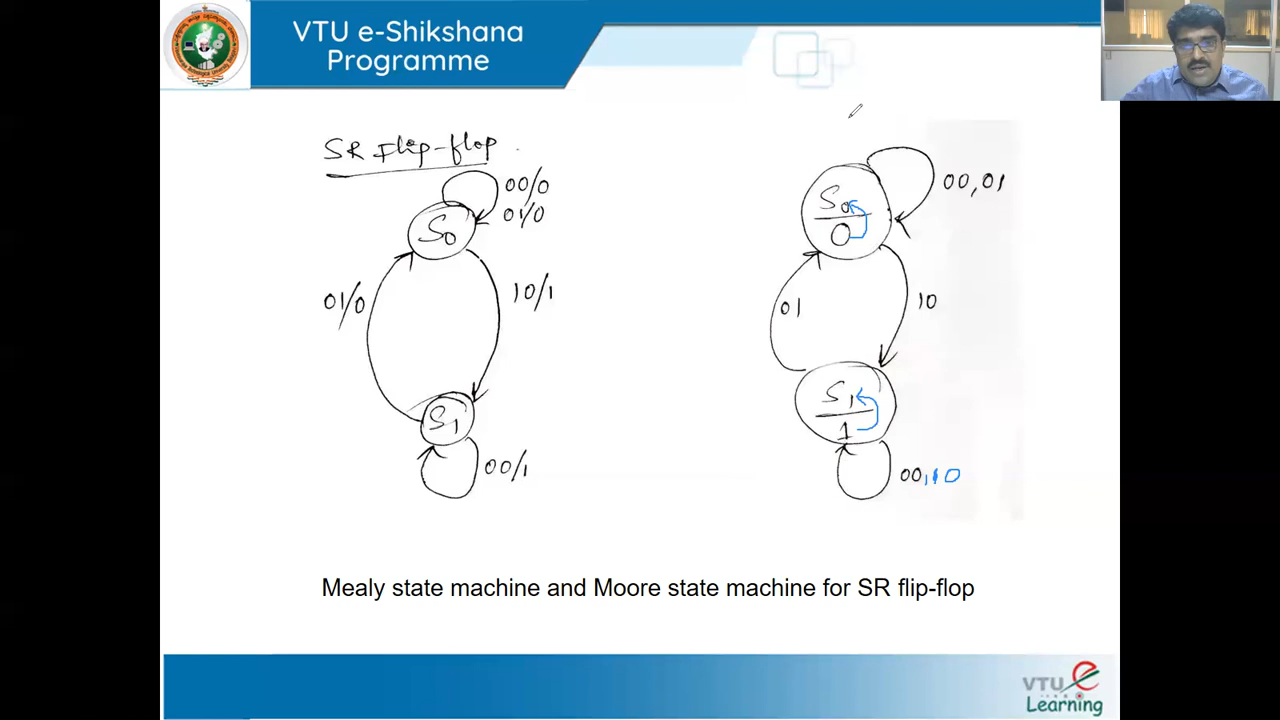 VTU e-Shikshana
Programme
SR Flip-flop
00/0
01/0
S0
01/0
10/1
S1
00/1
S0
0
00,01
01
10
S1
1
00,10
Mealy state machine and Moore state machine for SR flip-flop
VTU e
Learning